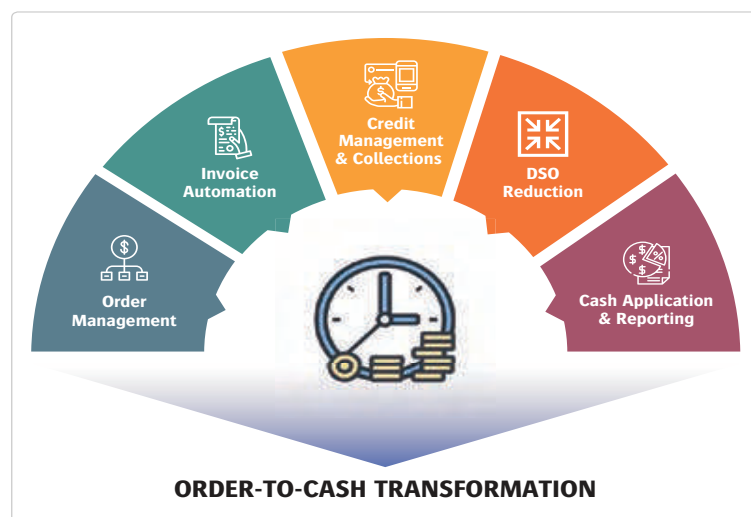 Order
Management
Invoice
Automation
Credit
Management
& Collections
DSO
Reduction
Cash Application
& Reporting
ORDER-TO-CASH TRANSFORMATION